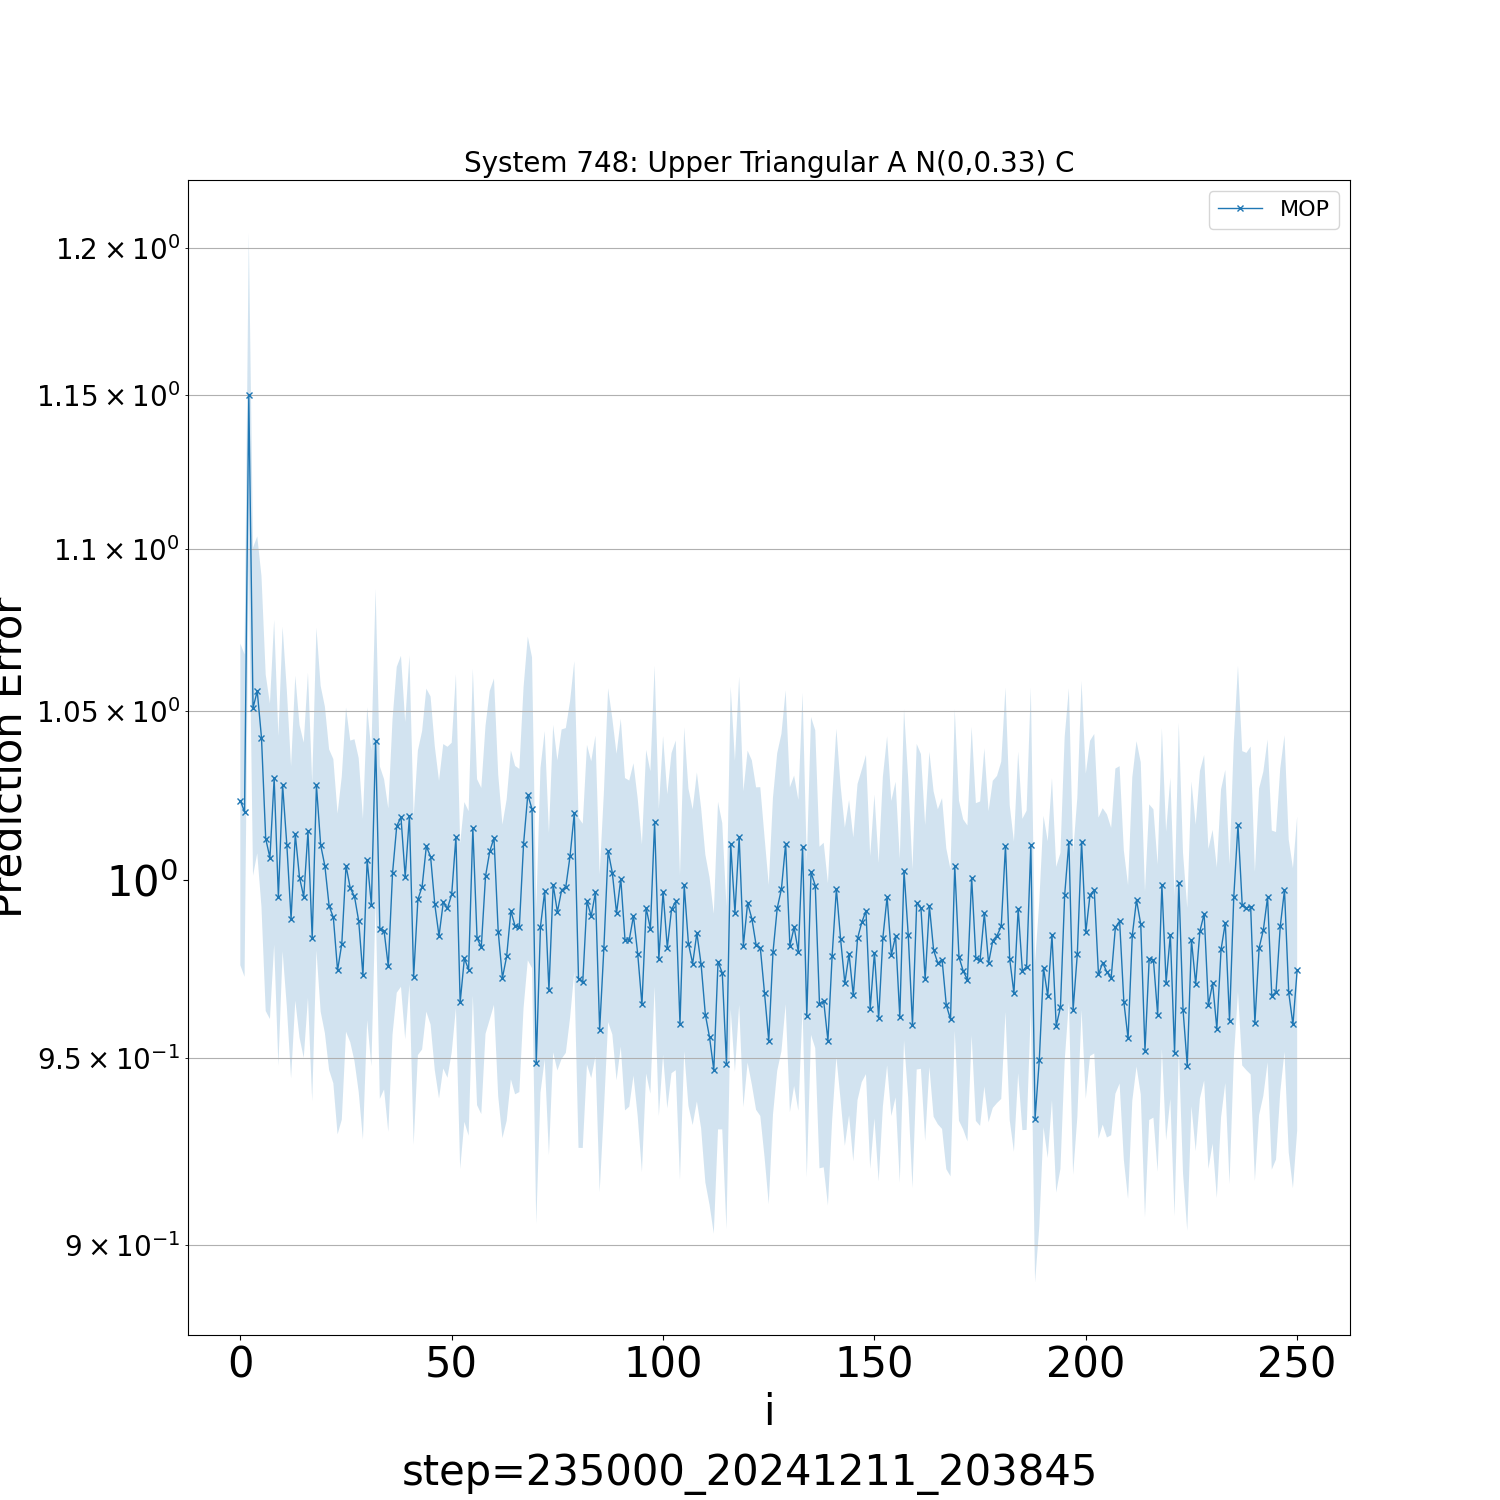 System 748: Upper Triangular A N(0,0.33) C
MOP
1.2 × 10⁰
1.15 × 10⁰
1.1 × 10⁰
1.05 × 10⁰
10⁰
9.5 × 10⁻¹
9 × 10⁻¹
Prediction Error
0 50 100 150 200 250
i
step=235000_20241211_203845